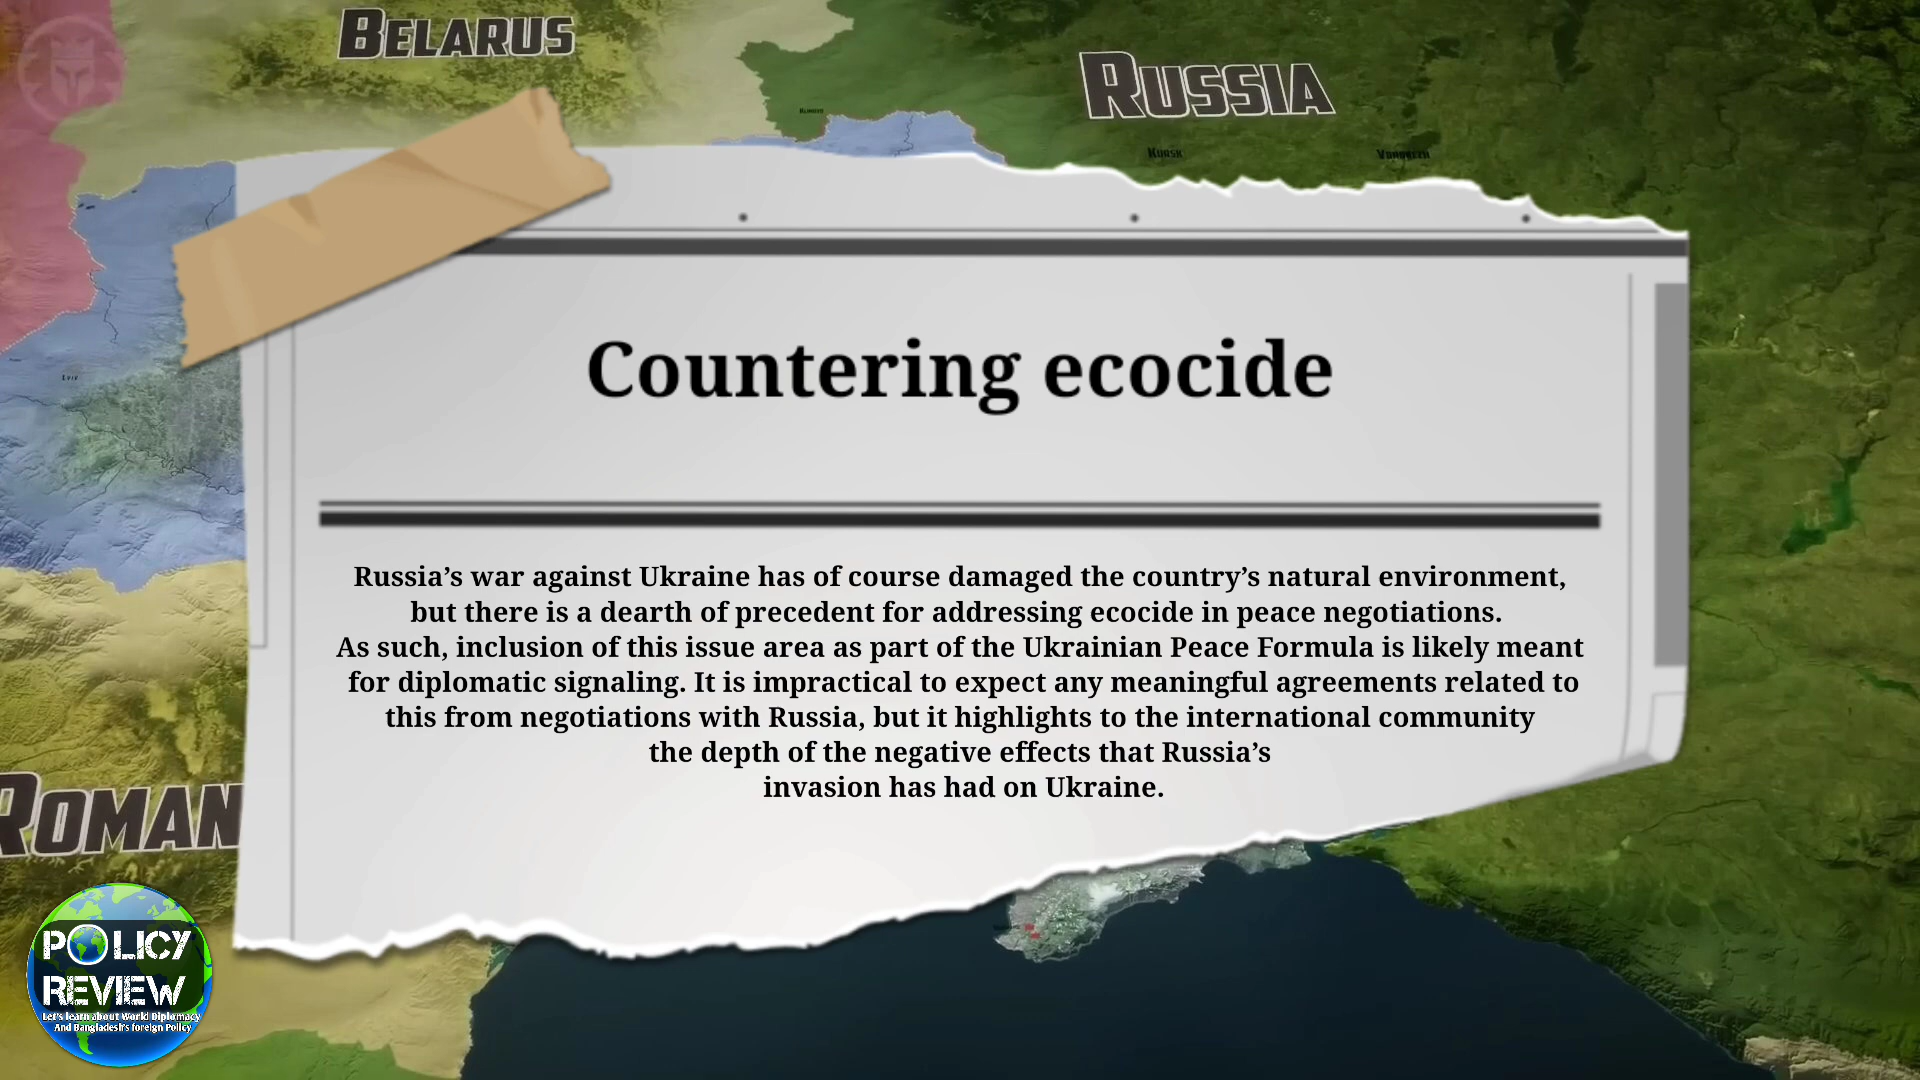 BELARUS
RUSSIA
KURSK
VORONEZH
LVIV
Countering ecocide
Russia’s war against Ukraine has of course damaged the country’s natural environment,
but there is a dearth of precedent for addressing ecocide in peace negotiations.
As such, inclusion of this issue area as part of the Ukrainian Peace Formula is likely meant
for diplomatic signaling. It is impractical to expect any meaningful agreements related to
this from negotiations with Russia, but it highlights to the international community
the depth of the negative effects that Russia’s
invasion has had on Ukraine.
ROMAN
POLICY
REVIEW
Let's learn about World Diplomacy
And Bangladesh's foreign Policy